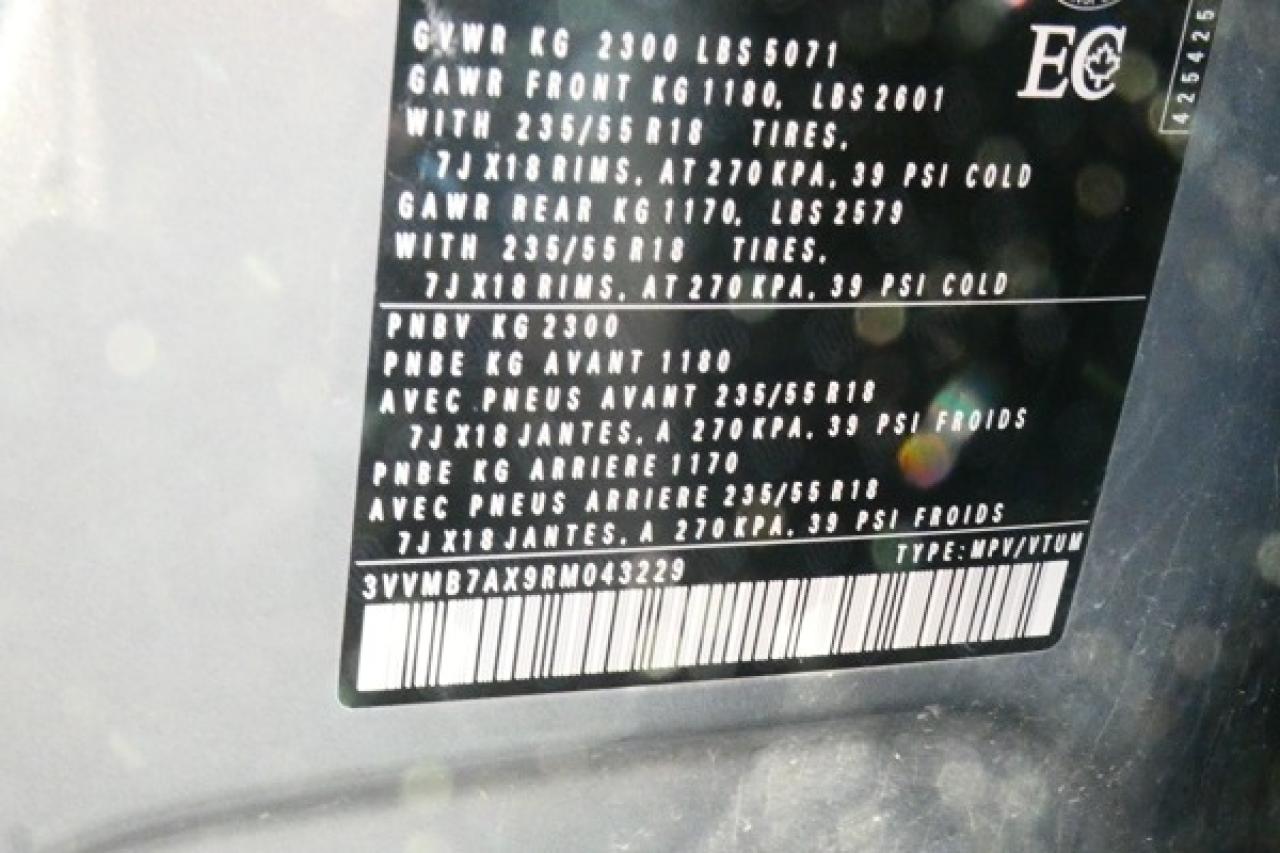 GVWR KG 2300 LBS 5071
GAWR FRONT KG 1180, LBS 2601
WITH 235/55 R18 TIRES,
7J X18 RIMS, AT 270 KPA, 39 PSI COLD
GAWR REAR KG 1170, LBS 2579
WITH 235/55 R18 TIRES,
7J X18 RIMS, AT 270 KPA, 39 PSI COLD
PNBV KG 2300
PNBE KG AVANT 1180
AVEC PNEUS AVANT 235/55 R18
7J X18 JANTES, A 270 KPA, 39 PSI FROIDS
PNBE KG ARRIERE 1170
AVEC PNEUS ARRIERE 235/55 R18
7J X18 JANTES, A 270 KPA, 39 PSI FROIDS
TYPE: MPV/VTUM
3VVMB7AX9RM043229
EC
425425